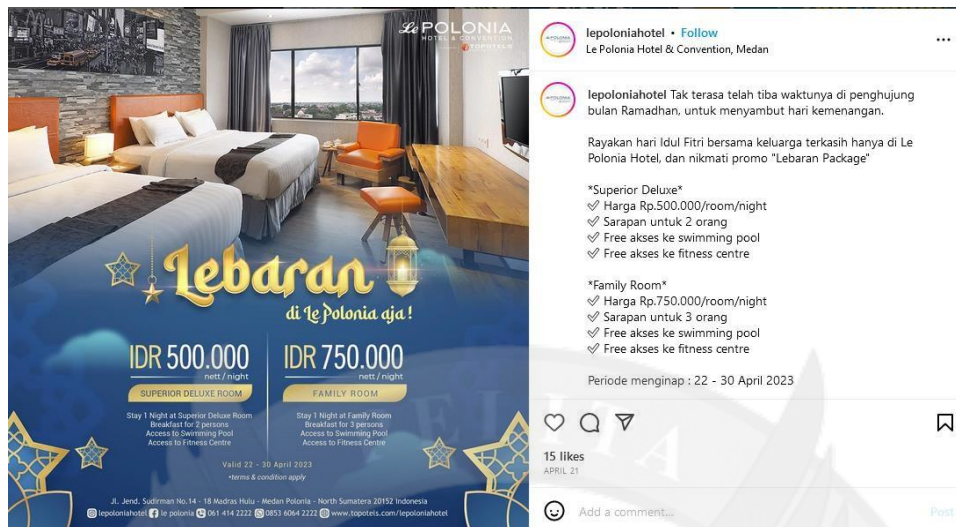 Le POLONIA
HOTEL & CONVENTION
TOPOTELS
Lebaran
di Le Polonia aja !
IDR 500.000
nett / night
SUPERIOR DELUXE ROOM
Stay 1 Night at Superior Deluxe Room
Breakfast for 2 persons
Access to Swimming Pool
Access to Fitness Centre
IDR 750.000
nett / night
FAMILY ROOM
Stay 1 Night at Family Room
Breakfast for 3 persons
Access to Swimming Pool
Access to Fitness Centre
Valid 22 - 30 April 2023
*terms & condition apply
Jl. Jend. Sudirman No.14 - 18 Madras Hulu - Medan Polonia - North Sumatera 20152 Indonesia
lepoloniahotel le polonia 061 414 2222 0853 6064 2222 www.topotels.com/lepoloniahotel
lepoloniahotel • Follow
Le Polonia Hotel & Convention, Medan
lepoloniahotel Tak terasa telah tiba waktunya di penghujung
bulan Ramadhan, untuk menyambut hari kemenangan.
Rayakan hari Idul Fitri bersama keluarga terkasih hanya di Le
Polonia Hotel, dan nikmati promo "Lebaran Package"
*Superior Deluxe*
✅ Harga Rp.500.000/room/night
✅ Sarapan untuk 2 orang
✅ Free akses ke swimming pool
✅ Free akses ke fitness centre
*Family Room*
✅ Harga Rp.750.000/room/night
✅ Sarapan untuk 3 orang
✅ Free akses ke swimming pool
✅ Free akses ke fitness centre
Periode menginap : 22 - 30 April 2023
PELITA
15 likes
APRIL 21
Add a comment...
Post